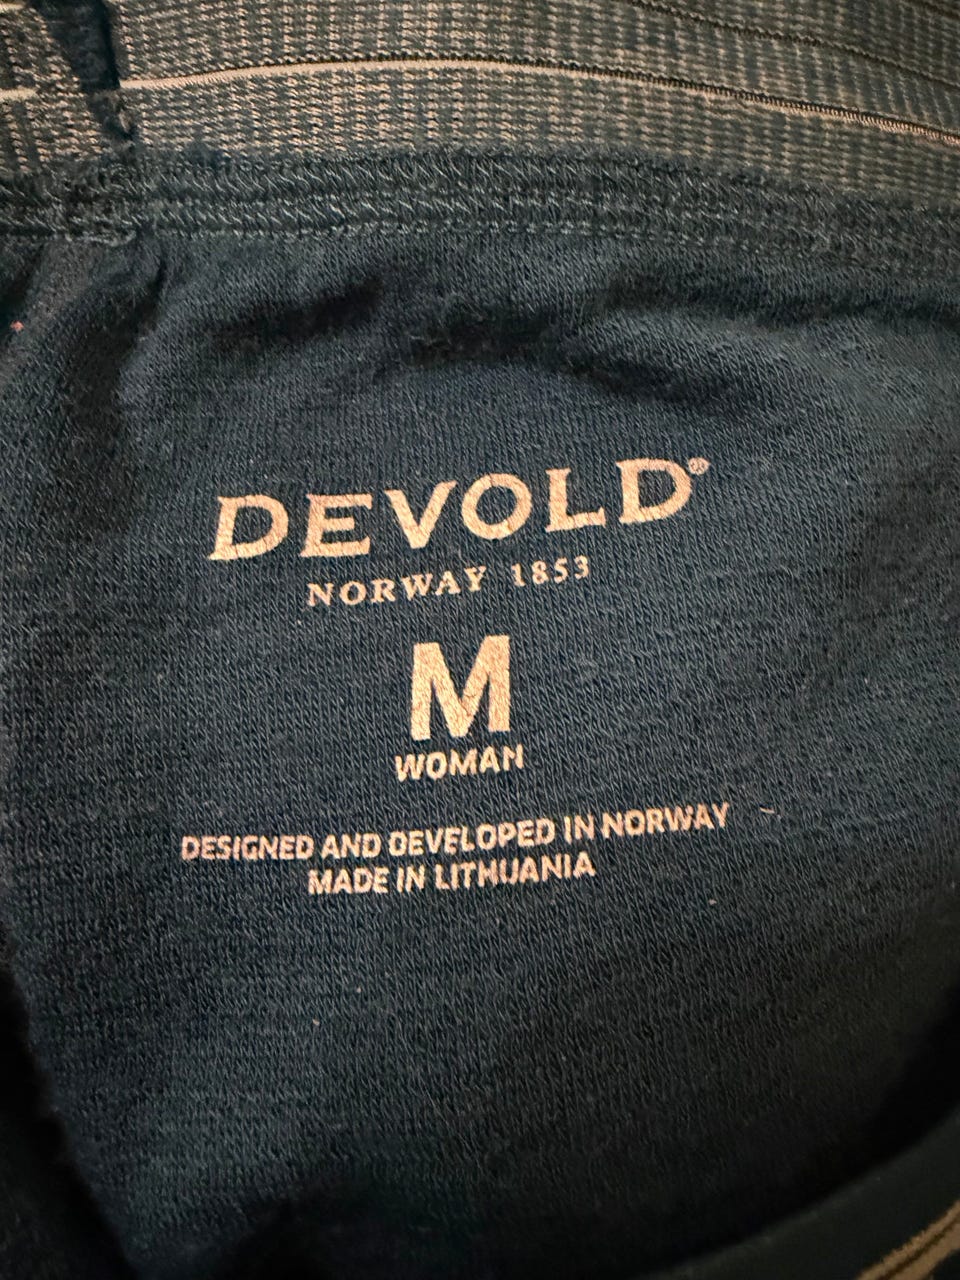 DEVOLD®
NORWAY 1853
M
WOMAN
DESIGNED AND DEVELOPED IN NORWAY
MADE IN LITHUANIA